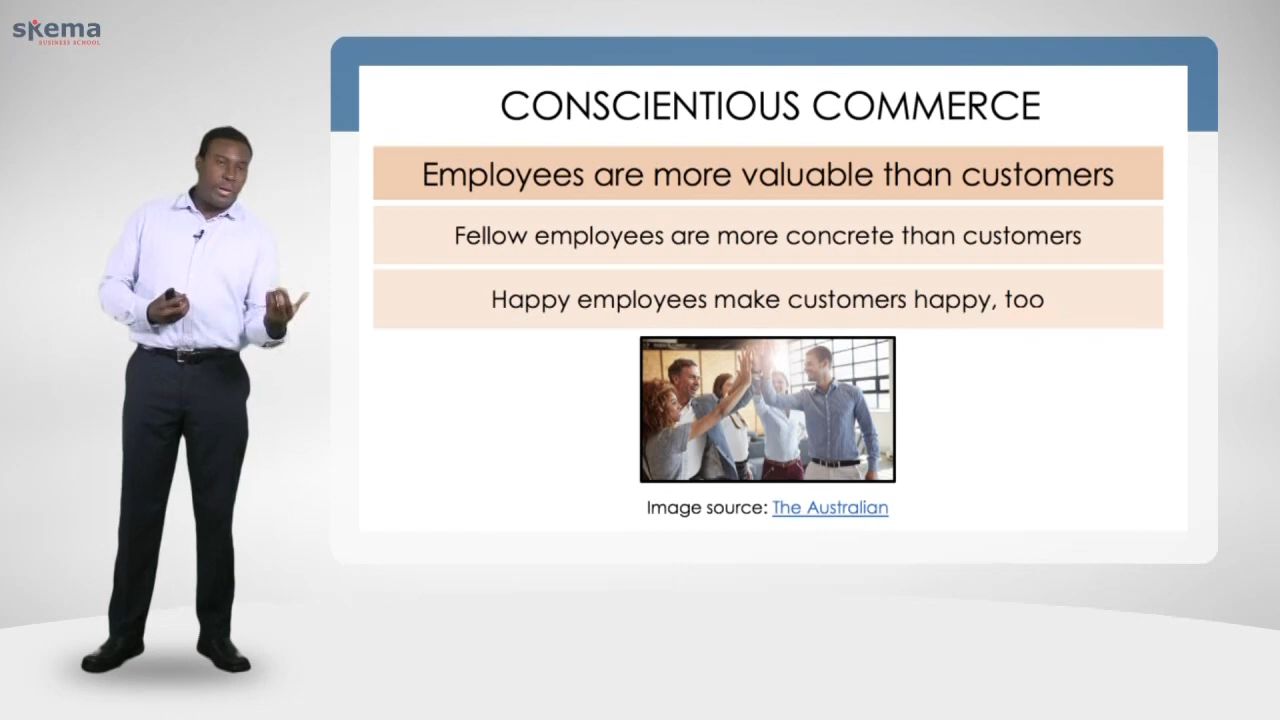 skema
BUSINESS SCHOOL
CONSCIENTIOUS COMMERCE
Employees are more valuable than customers
Fellow employees are more concrete than customers
Happy employees make customers happy, too
Image source: The Australian